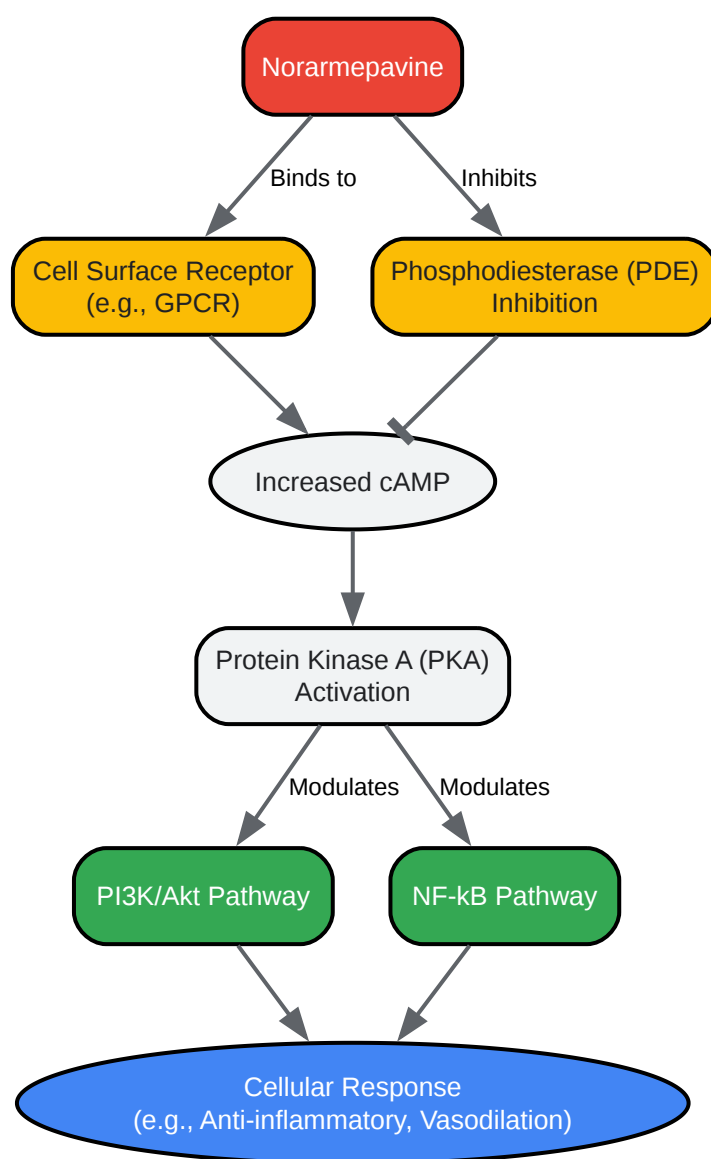 Norarmepavine
Binds to
Inhibits
Cell Surface Receptor
(e.g., GPCR)
Phosphodiesterase (PDE)
Inhibition
Increased cAMP
Protein Kinase A (PKA)
Activation
Modulates
Modulates
PI3K/Akt Pathway
NF-kB Pathway
Cellular Response
(e.g., Anti-inflammatory, Vasodilation)